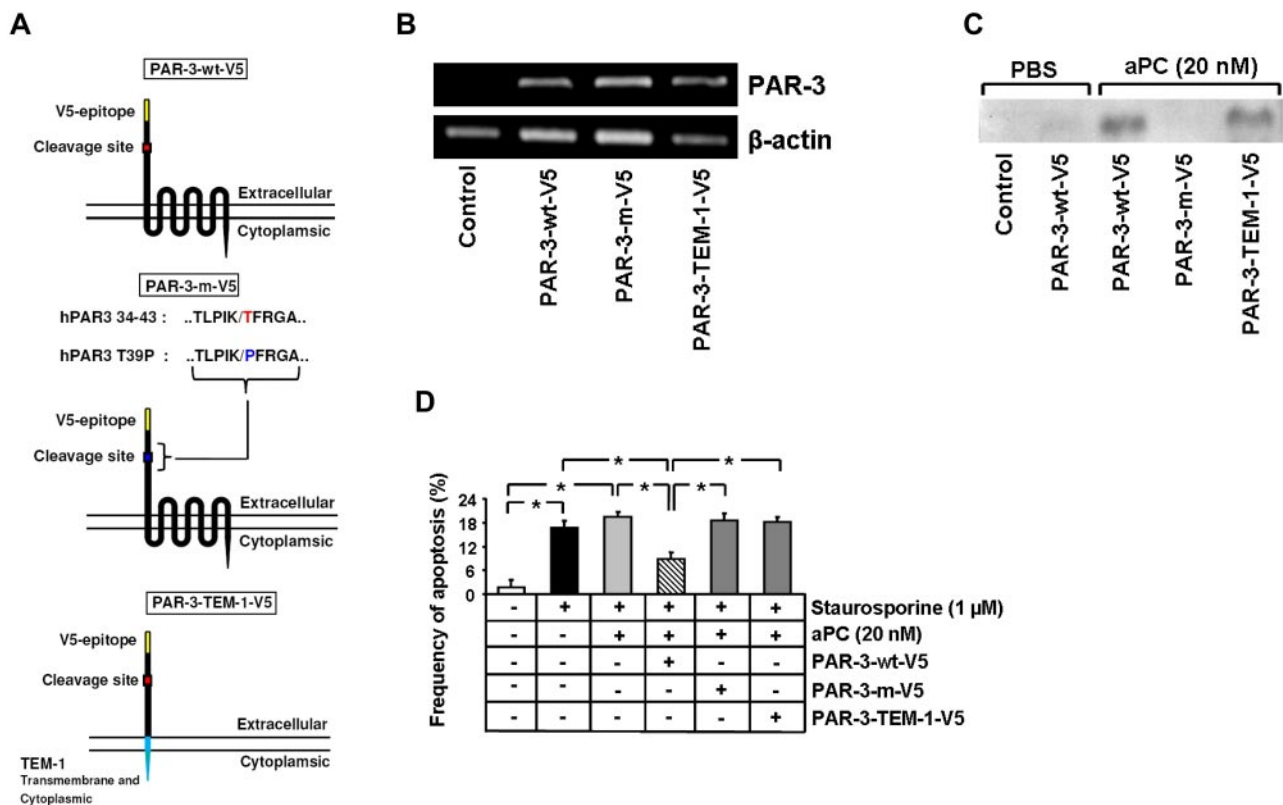 A
PAR-3-wt-V5
V5-epitope
Cleavage site
Extracellular
Cytoplamsic
PAR-3-m-V5
hPAR3 34-43 : ..TLPIK/TFRGA..
hPAR3 T39P : ..TLPIK/PFRGA..
V5-epitope
Cleavage site
Extracellular
Cytoplamsic
PAR-3-TEM-1-V5
V5-epitope
Cleavage site
Extracellular
Cytoplamsic
TEM-1
Transmembrane and
Cytoplasmic
B
PAR-3
β-actin
Control
PAR-3-wt-V5
PAR-3-m-V5
PAR-3-TEM-1-V5
C
PBS
aPC (20 nM)
Control
PAR-3-wt-V5
PAR-3-wt-V5
PAR-3-m-V5
PAR-3-TEM-1-V5
D
* *
* * *
*
Frequency of apoptosis (%)
24
18
12
6
0
- + + + + + Staurosporine (1 µM)
- - + + + + aPC (20 nM)
- - - + - - PAR-3-wt-V5
- - - - + - PAR-3-m-V5
- - - - - + PAR-3-TEM-1-V5